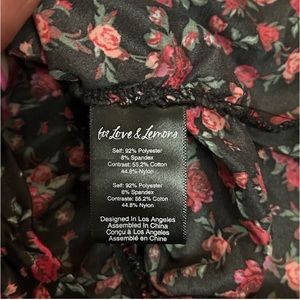 for Love & Lemons
Self: 92% Polyester
8% Spandex
Contrast: 55.2% Cotton
44.8% Nylon
Self: 92% Polyester
8% Spandex
Contraste: 55.2% Cotton
44.8% Nylon
Designed In Los Angeles
Assembled In China
Conçu à Los Angeles
Assemblé en Chine